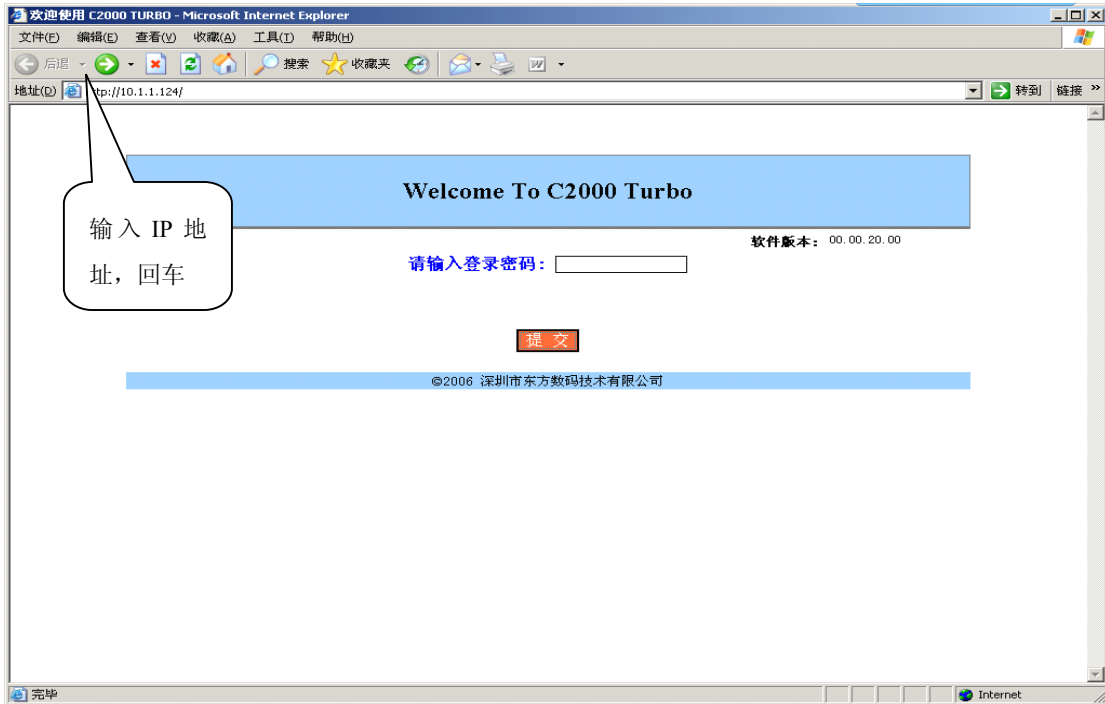 欢迎使用 C2000 TURBO - Microsoft Internet Explorer
文件(F) 编辑(E) 查看(V) 收藏(A) 工具(T) 帮助(H)
后退 搜索 收藏夹
地址(D) http://10.1.1.124/ 转到 链接 »
Welcome To C2000 Turbo
输入 IP 地
址，回车
软件版本： 00.00.20.00
请输入登录密码：
提 交
©2006 深圳市东方数码技术有限公司
完毕 Internet